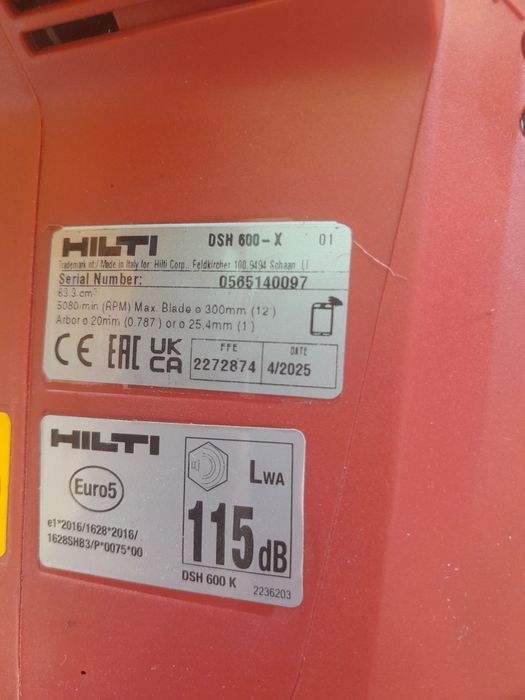 HILTI DSH 600-X 01
Trademark of / Made in Italy for: Hilti Corp., Feldkircher 100, 9494 Schaan, LI
Serial Number: 0565140097
63.3 cm³
5080/min (RPM) Max. Blade ø 300mm (12")
Arbor ø 20mm (0.787") or ø 25,4mm (1")
CE EAC UK CA
FFE DATE
2272874 4/2025
HILTI
Euro5
LWA
115 dB
e1*2016/1628*2016/
1628SHB3/P*0075*00
DSH 600 K
2236203